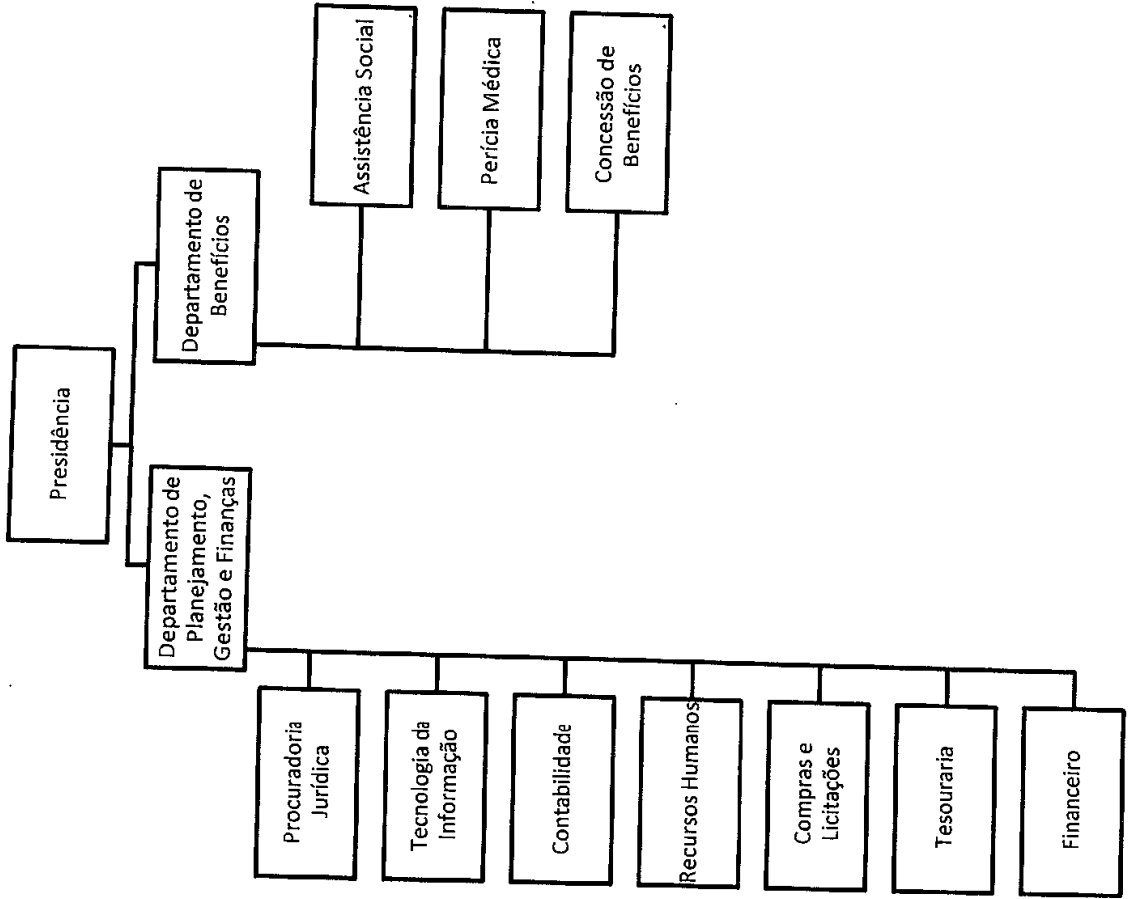 Presidência
Departamento de
Planejamento,
Gestão e Finanças
Departamento de
Benefícios
Procuradoria
Jurídica
Tecnologia da
Informação
Contabilidade
Recursos Humanos
Compras e
Licitações
Tesouraria
Financeiro
Assistência Social
Perícia Médica
Concessão de
Benefícios